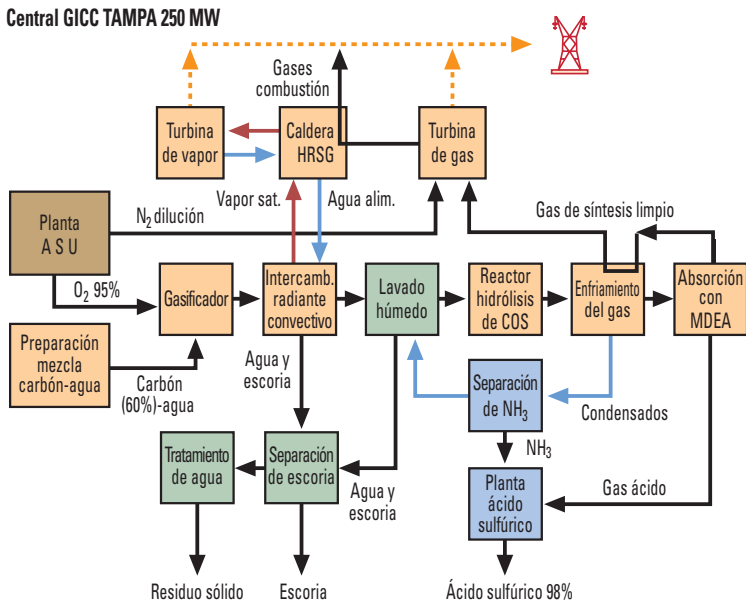 Central GICC TAMPA 250 MW
Gases
combustión
Turbina
de vapor
Caldera
HRSG
Turbina
de gas
Planta
A S U
N2 dilución
Vapor sat.
Agua alim.
Gas de síntesis limpio
O2 95%
Gasificador
Intercamb.
radiante
convectivo
Lavado
húmedo
Reactor
hidrólisis
de COS
Enfriamiento
del gas
Absorción
con
MDEA
Preparación
mezcla
carbón-agua
Carbón
(60%)-agua
Agua y
escoria
Separación
de NH3
Condensados
NH3
Tratamiento
de agua
Separación
de escoria
Agua y
escoria
Planta
ácido
sulfúrico
Gas ácido
Residuo sólido
Escoria
Ácido sulfúrico 98%